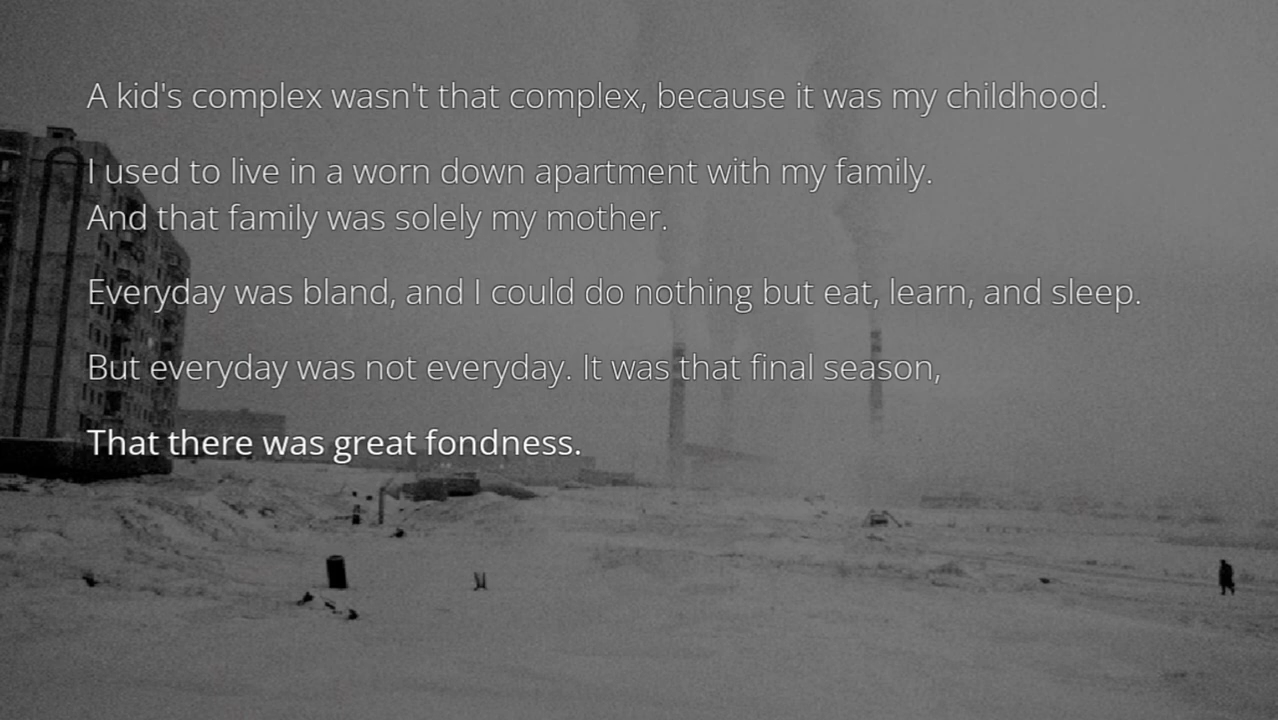 A kid's complex wasn't that complex, because it was my childhood.
I used to live in a worn down apartment with my family.
And that family was solely my mother.
Everyday was bland, and I could do nothing but eat, learn, and sleep.
But everyday was not everyday. It was that final season,
That there was great fondness.